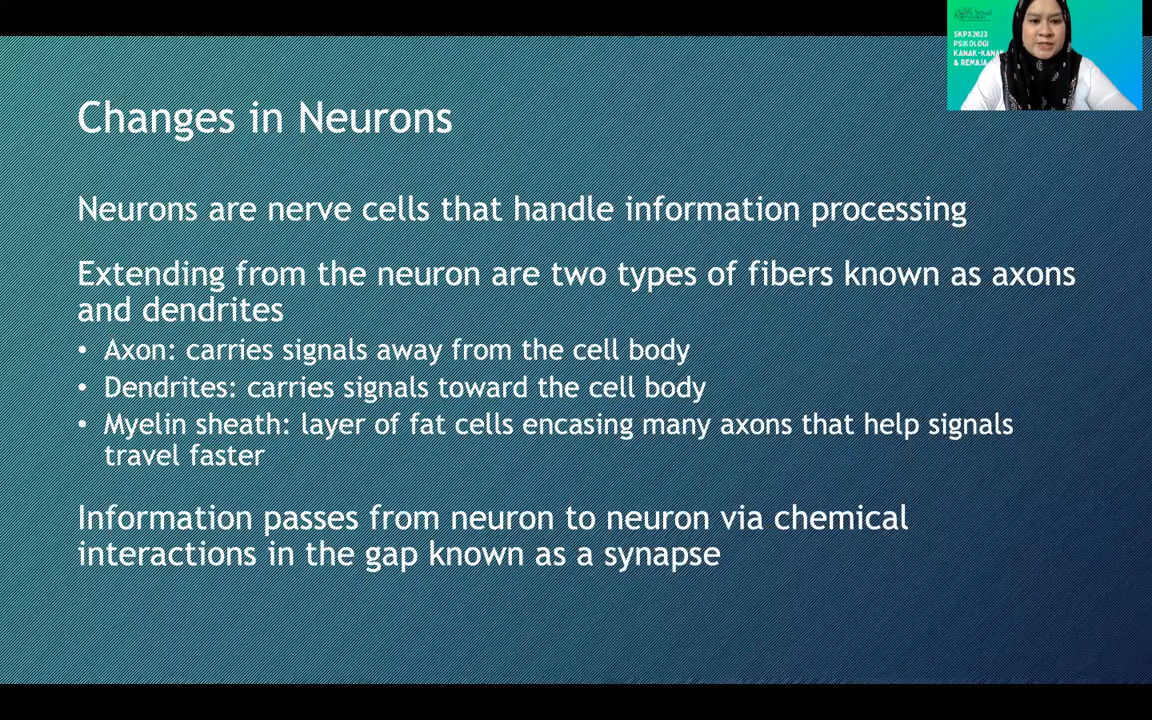 SKPX2623
PSIKOLOGI
KANAK-KANAK
& REMAJA
Changes in Neurons
Neurons are nerve cells that handle information processing
Extending from the neuron are two types of fibers known as axons
and dendrites
• Axon: carries signals away from the cell body
• Dendrites: carries signals toward the cell body
• Myelin sheath: layer of fat cells encasing many axons that help signals
travel faster
Information passes from neuron to neuron via chemical
interactions in the gap known as a synapse